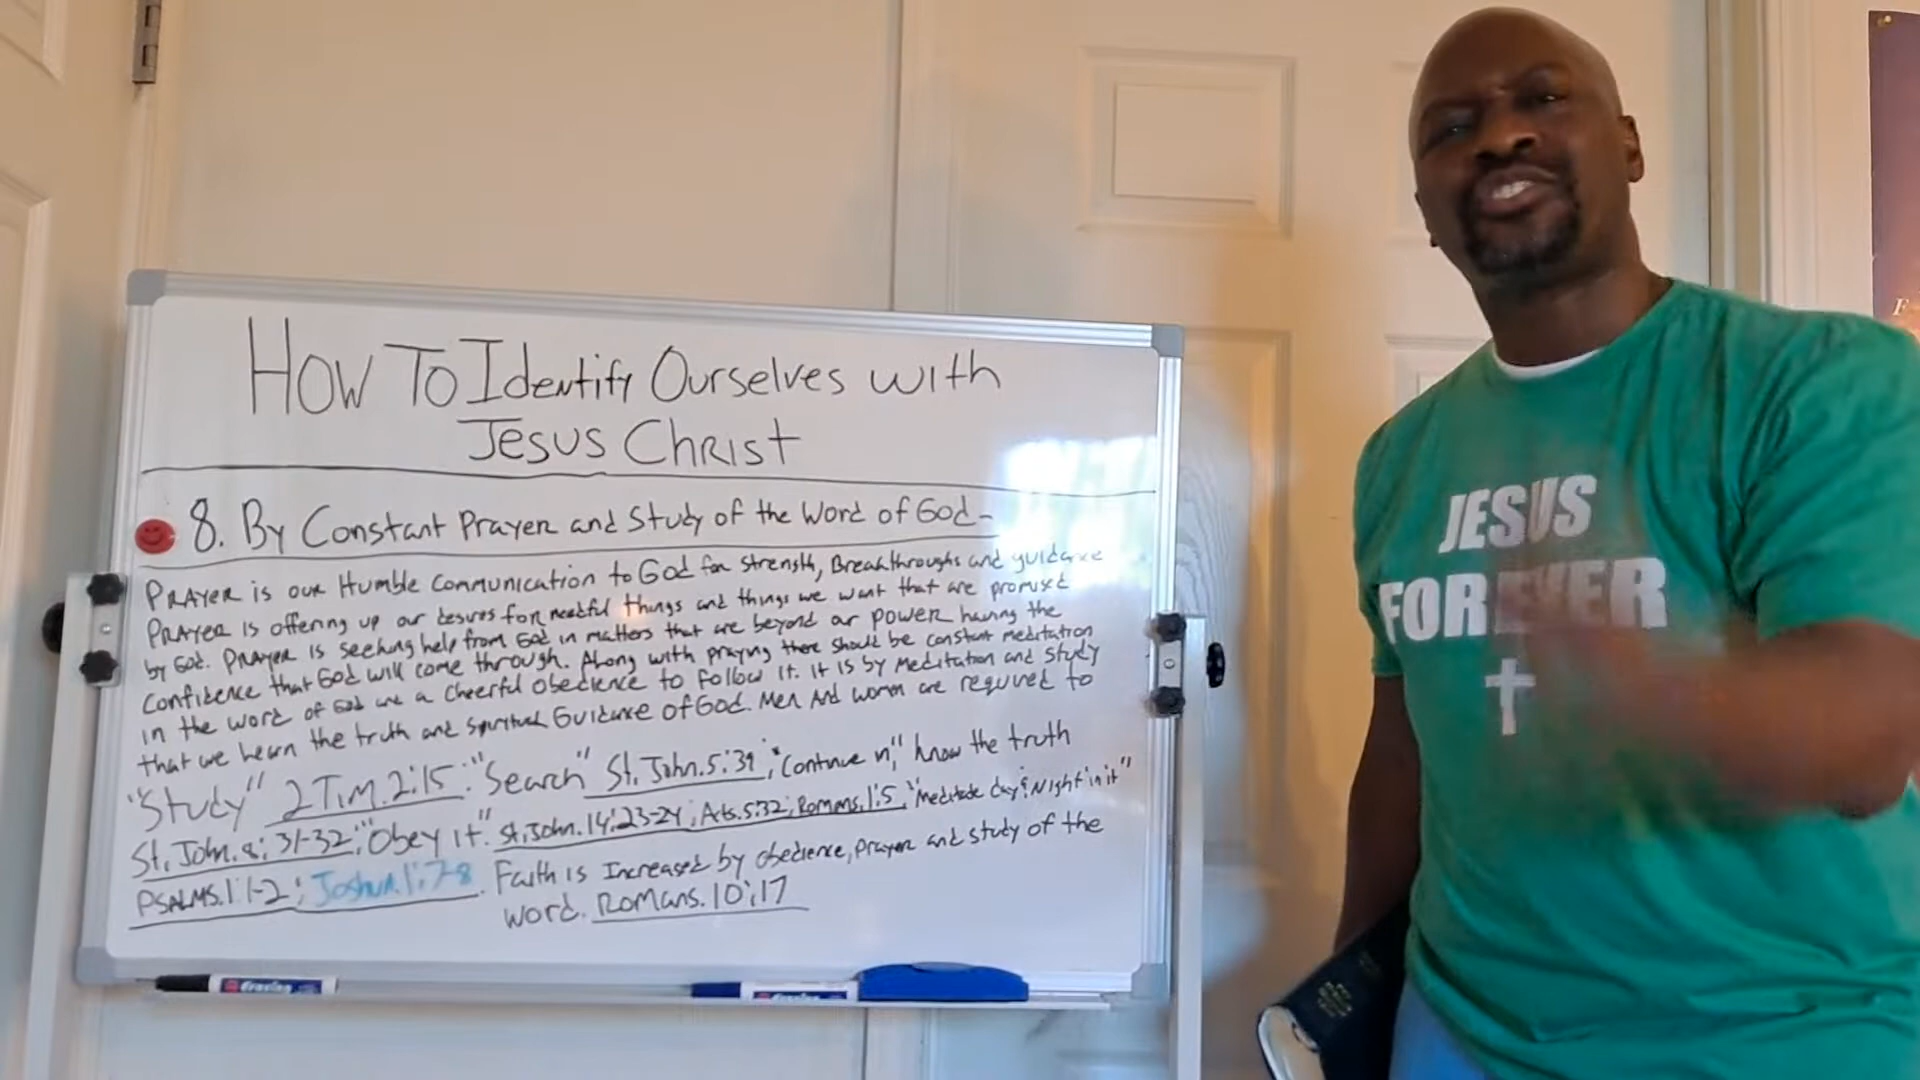 How To Identify Ourselves with
Jesus Christ
8. By Constant Prayer and Study of the Word of God-
PRAYER is our Humble Communication to God for strength, Breakthroughs and guidance
PRAYER is offering up our desires for needful things and things we want that are promised
by God. PRAYER is seeking help from God in matters that are beyond our power having the
confidence that God will come through. Along with praying there should be constant meditation
in the word of God and a cheerful obedience to follow it. It is by meditation and study
that we learn the truth and spiritual Guidance of God. Men And women are required to
"Study" 2 Tim. 2:15: "Search" St. John. 5:39; "Continue in," know the truth
St. John. 8:31-32; "Obey it" St. John. 14:23-24; Acts. 5:32; Romans. 1:5, "meditate day & Night in it"
PSALMS. 1:1-2; Joshua. 1:7-8. Faith is Increased by obedience, prayer and study of the
word. Romans. 10:17
JESUS
FOREVER